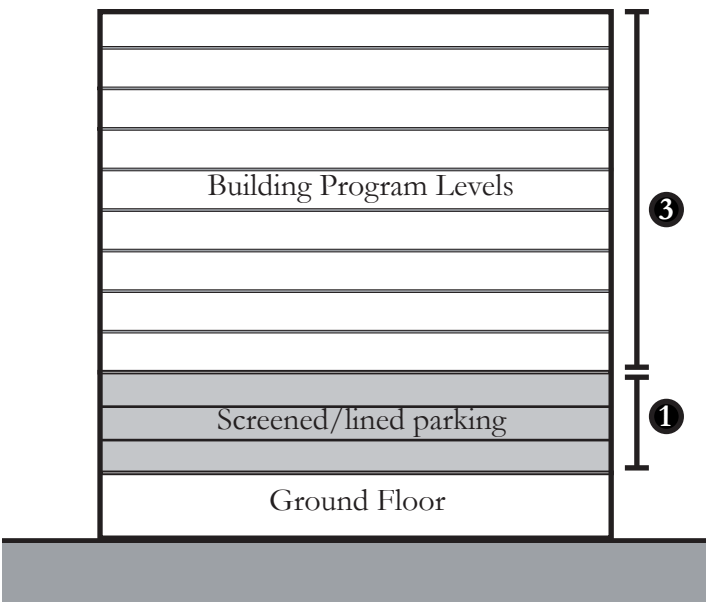 Building Program Levels
3
Screened/lined parking
1
Ground Floor